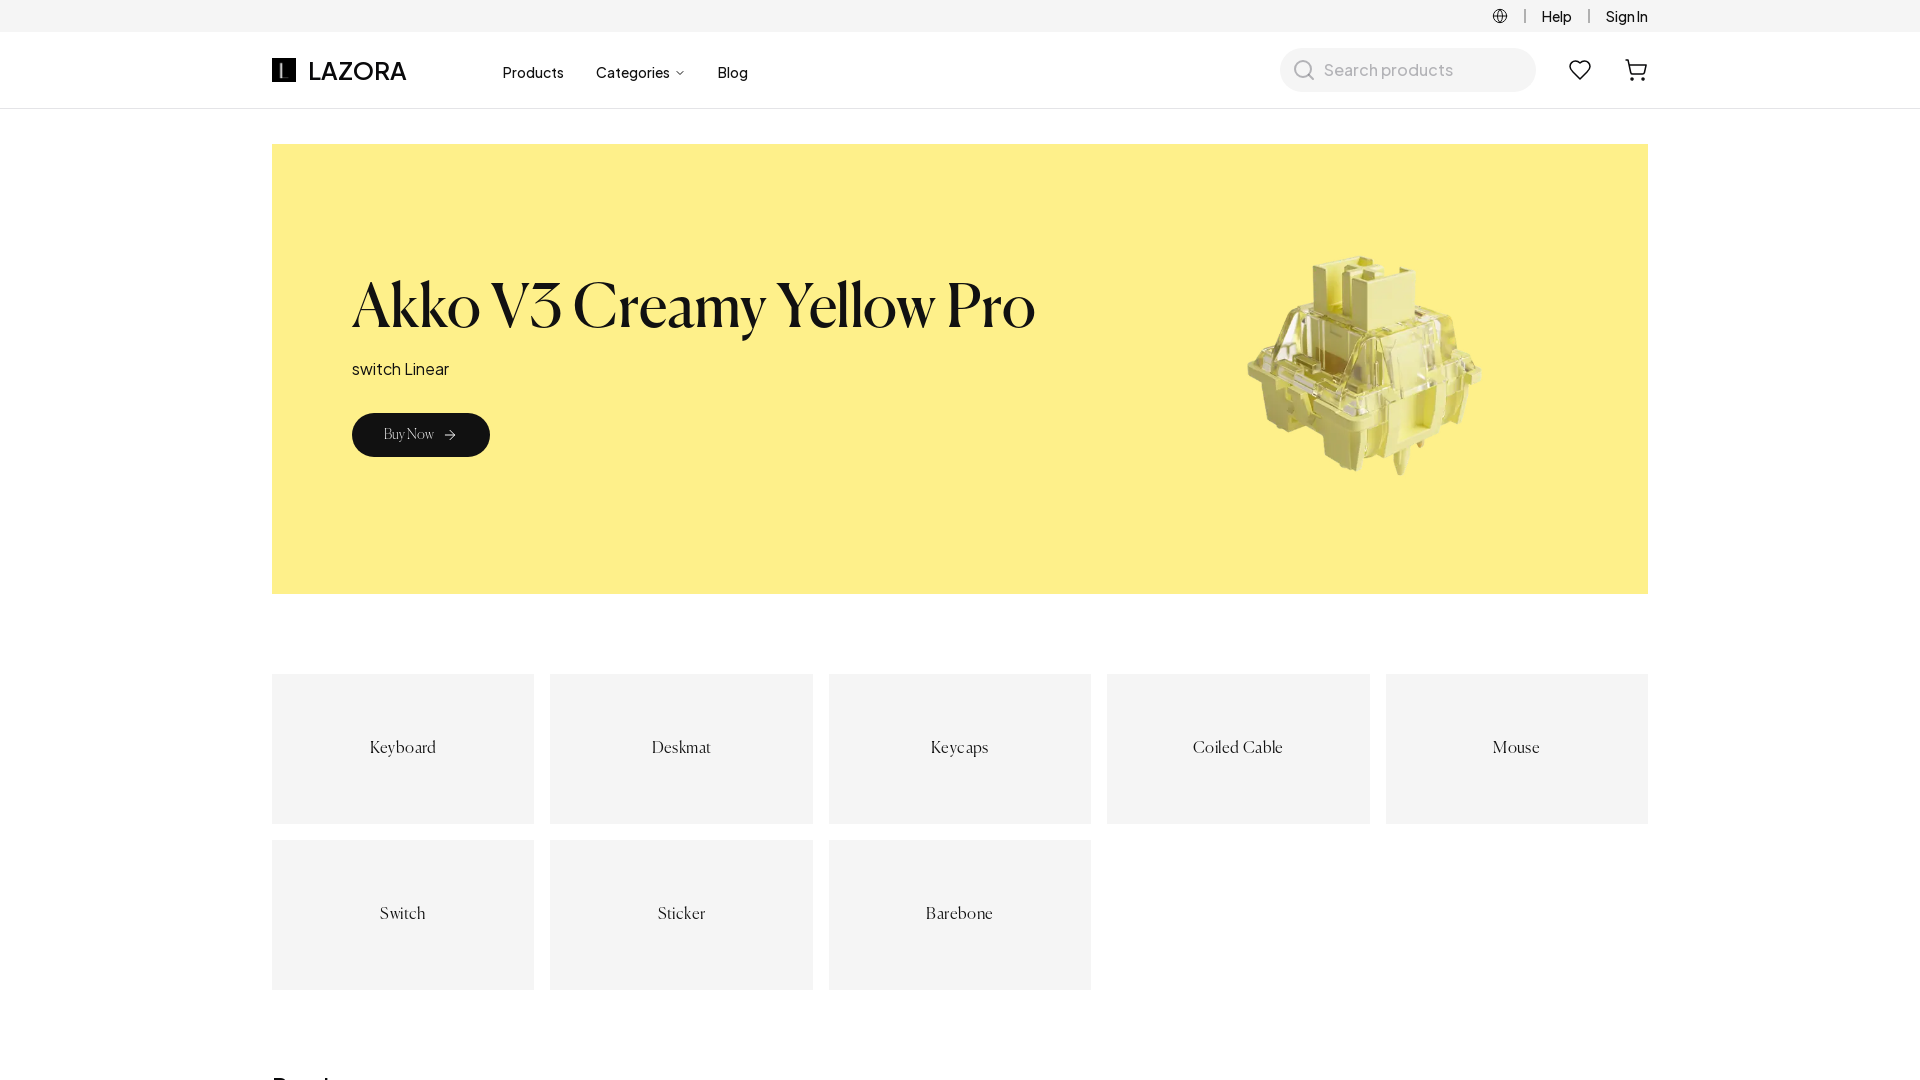 Help
Sign In
L LAZORA
Products
Categories
Blog
Search products
Akko V3 Creamy Yellow Pro
switch Linear
Buy Now
Keyboard
Deskmat
Keycaps
Coiled Cable
Mouse
Switch
Sticker
Barebone